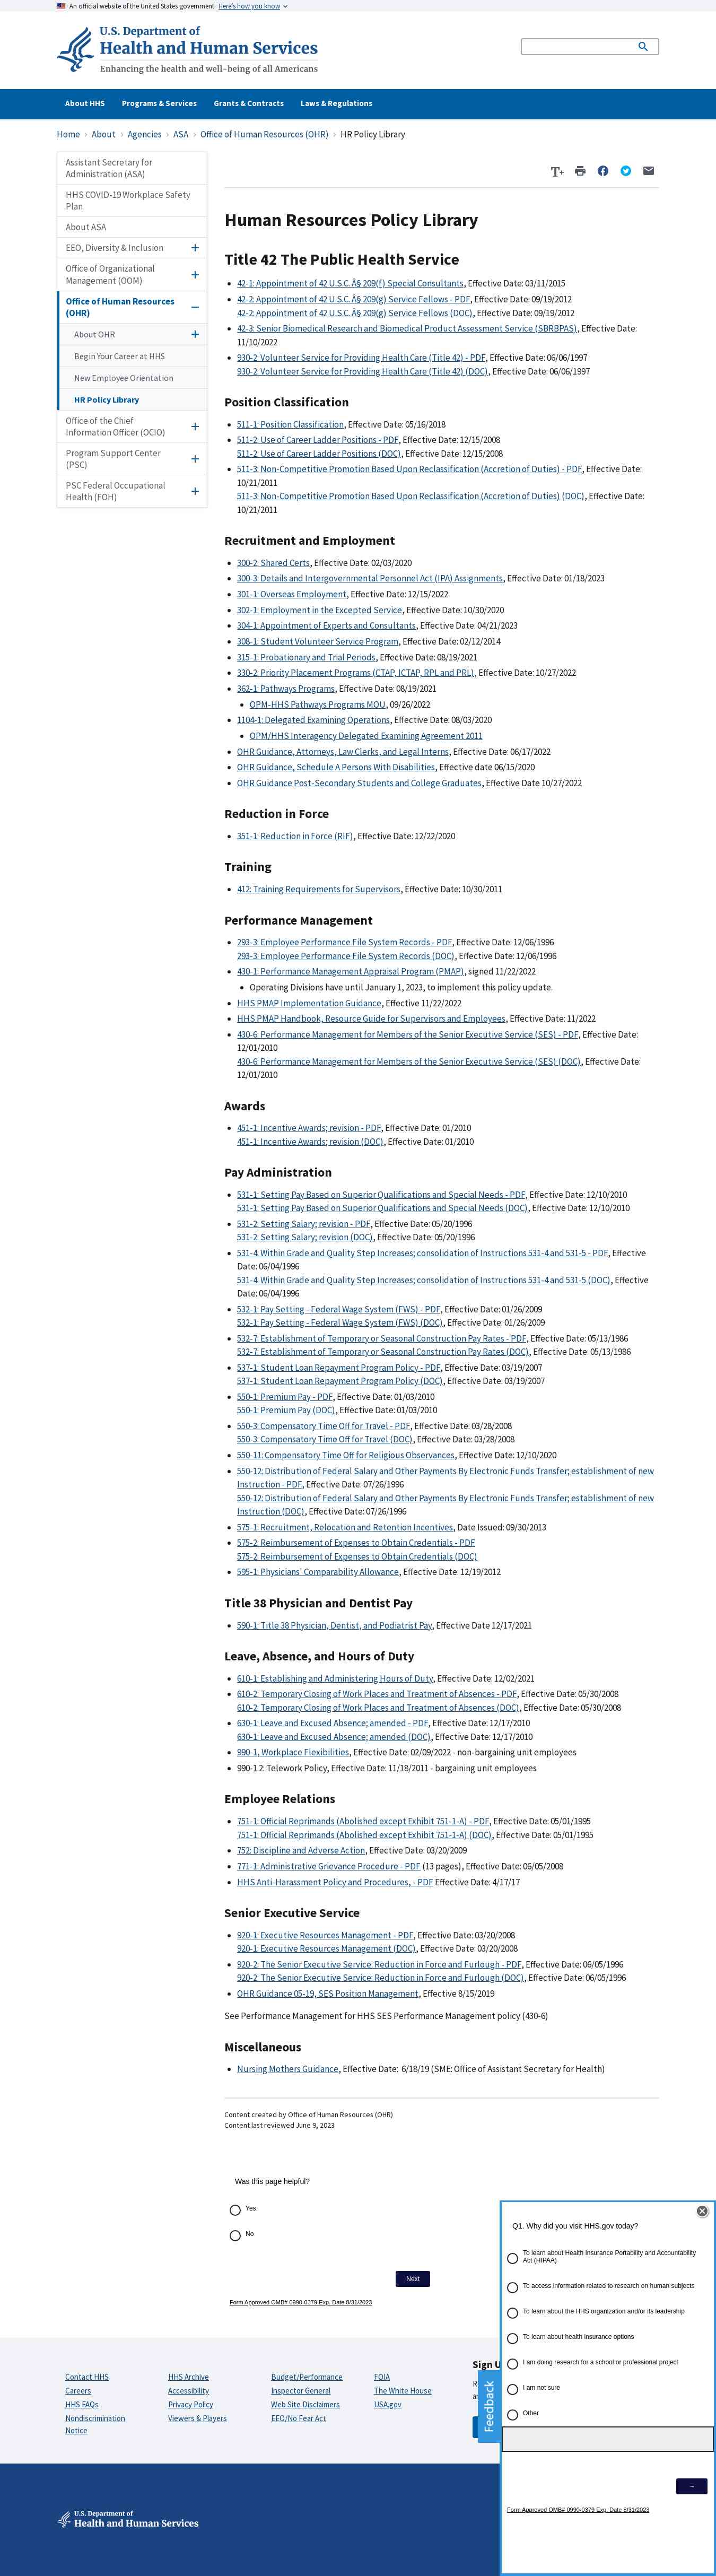 An official website of the United States government Here's how you know
U.S. Department of
Health and Human Services
Enhancing the health and well-being of all Americans
About HHS Programs & Services Grants & Contracts Laws & Regulations
Home › About › Agencies › ASA › Office of Human Resources (OHR) › HR Policy Library
Assistant Secretary for
Administration (ASA)
HHS COVID-19 Workplace Safety
Plan
About ASA
EEO, Diversity & Inclusion
Office of Organizational
Management (OOM)
Office of Human Resources
(OHR)
About OHR
Begin Your Career at HHS
New Employee Orientation
HR Policy Library
Office of the Chief
Information Officer (OCIO)
Program Support Center
(PSC)
PSC Federal Occupational
Health (FOH)
T+
Human Resources Policy Library
Title 42 The Public Health Service
42-1: Appointment of 42 U.S.C. Â§ 209(f) Special Consultants, Effective Date: 03/11/2015
42-2: Appointment of 42 U.S.C. Â§ 209(g) Service Fellows - PDF, Effective Date: 09/19/2012
42-2: Appointment of 42 U.S.C. Â§ 209(g) Service Fellows (DOC), Effective Date: 09/19/2012
42-3: Senior Biomedical Research and Biomedical Product Assessment Service (SBRBPAS), Effective Date:
11/10/2022
930-2: Volunteer Service for Providing Health Care (Title 42) - PDF, Effective Date: 06/06/1997
930-2: Volunteer Service for Providing Health Care (Title 42) (DOC), Effective Date: 06/06/1997
Position Classification
511-1: Position Classification, Effective Date: 05/16/2018
511-2: Use of Career Ladder Positions - PDF, Effective Date: 12/15/2008
511-2: Use of Career Ladder Positions (DOC), Effective Date: 12/15/2008
511-3: Non-Competitive Promotion Based Upon Reclassification (Accretion of Duties) - PDF, Effective Date:
10/21/2011
511-3: Non-Competitive Promotion Based Upon Reclassification (Accretion of Duties) (DOC), Effective Date:
10/21/2011
Recruitment and Employment
300-2: Shared Certs, Effective Date: 02/03/2020
300-3: Details and Intergovernmental Personnel Act (IPA) Assignments, Effective Date: 01/18/2023
301-1: Overseas Employment, Effective Date: 12/15/2022
302-1: Employment in the Excepted Service, Effective Date: 10/30/2020
304-1: Appointment of Experts and Consultants, Effective Date: 04/21/2023
308-1: Student Volunteer Service Program, Effective Date: 02/12/2014
315-1: Probationary and Trial Periods, Effective Date: 08/19/2021
330-2: Priority Placement Programs (CTAP, ICTAP, RPL and PRL), Effective Date: 10/27/2022
362-1: Pathways Programs, Effective Date: 08/19/2021
OPM-HHS Pathways Programs MOU, 09/26/2022
1104-1: Delegated Examining Operations, Effective Date: 08/03/2020
OPM/HHS Interagency Delegated Examining Agreement 2011
OHR Guidance, Attorneys, Law Clerks, and Legal Interns, Effective Date: 06/17/2022
OHR Guidance, Schedule A Persons With Disabilities, Effective date 06/15/2020
OHR Guidance Post-Secondary Students and College Graduates, Effective Date 10/27/2022
Reduction in Force
351-1: Reduction in Force (RIF), Effective Date: 12/22/2020
Training
412: Training Requirements for Supervisors, Effective Date: 10/30/2011
Performance Management
293-3: Employee Performance File System Records - PDF, Effective Date: 12/06/1996
293-3: Employee Performance File System Records (DOC), Effective Date: 12/06/1996
430-1: Performance Management Appraisal Program (PMAP), signed 11/22/2022
Operating Divisions have until January 1, 2023, to implement this policy update.
HHS PMAP Implementation Guidance, Effective 11/22/2022
HHS PMAP Handbook, Resource Guide for Supervisors and Employees, Effective Date: 11/2022
430-6: Performance Management for Members of the Senior Executive Service (SES) - PDF, Effective Date:
12/01/2010
430-6: Performance Management for Members of the Senior Executive Service (SES) (DOC), Effective Date:
12/01/2010
Awards
451-1: Incentive Awards; revision - PDF, Effective Date: 01/2010
451-1: Incentive Awards; revision (DOC), Effective Date: 01/2010
Pay Administration
531-1: Setting Pay Based on Superior Qualifications and Special Needs - PDF, Effective Date: 12/10/2010
531-1: Setting Pay Based on Superior Qualifications and Special Needs (DOC), Effective Date: 12/10/2010
531-2: Setting Salary; revision - PDF, Effective Date: 05/20/1996
531-2: Setting Salary; revision (DOC), Effective Date: 05/20/1996
531-4: Within Grade and Quality Step Increases; consolidation of Instructions 531-4 and 531-5 - PDF, Effective
Date: 06/04/1996
531-4: Within Grade and Quality Step Increases; consolidation of Instructions 531-4 and 531-5 (DOC), Effective
Date: 06/04/1996
532-1: Pay Setting - Federal Wage System (FWS) - PDF, Effective Date: 01/26/2009
532-1: Pay Setting - Federal Wage System (FWS) (DOC), Effective Date: 01/26/2009
532-7: Establishment of Temporary or Seasonal Construction Pay Rates - PDF, Effective Date: 05/13/1986
532-7: Establishment of Temporary or Seasonal Construction Pay Rates (DOC), Effective Date: 05/13/1986
537-1: Student Loan Repayment Program Policy - PDF, Effective Date: 03/19/2007
537-1: Student Loan Repayment Program Policy (DOC), Effective Date: 03/19/2007
550-1: Premium Pay - PDF, Effective Date: 01/03/2010
550-1: Premium Pay (DOC), Effective Date: 01/03/2010
550-3: Compensatory Time Off for Travel - PDF, Effective Date: 03/28/2008
550-3: Compensatory Time Off for Travel (DOC), Effective Date: 03/28/2008
550-11: Compensatory Time Off for Religious Observances, Effective Date: 12/10/2020
550-12: Distribution of Federal Salary and Other Payments By Electronic Funds Transfer; establishment of new
Instruction - PDF, Effective Date: 07/26/1996
550-12: Distribution of Federal Salary and Other Payments By Electronic Funds Transfer; establishment of new
Instruction (DOC), Effective Date: 07/26/1996
575-1: Recruitment, Relocation and Retention Incentives, Date Issued: 09/30/2013
575-2: Reimbursement of Expenses to Obtain Credentials - PDF
575-2: Reimbursement of Expenses to Obtain Credentials (DOC)
595-1: Physicians' Comparability Allowance, Effective Date: 12/19/2012
Title 38 Physician and Dentist Pay
590-1: Title 38 Physician, Dentist, and Podiatrist Pay, Effective Date 12/17/2021
Leave, Absence, and Hours of Duty
610-1: Establishing and Administering Hours of Duty, Effective Date: 12/02/2021
610-2: Temporary Closing of Work Places and Treatment of Absences - PDF, Effective Date: 05/30/2008
610-2: Temporary Closing of Work Places and Treatment of Absences (DOC), Effective Date: 05/30/2008
630-1: Leave and Excused Absence; amended - PDF, Effective Date: 12/17/2010
630-1: Leave and Excused Absence; amended (DOC), Effective Date: 12/17/2010
990-1, Workplace Flexibilities, Effective Date: 02/09/2022 - non-bargaining unit employees
990-1.2: Telework Policy, Effective Date: 11/18/2011 - bargaining unit employees
Employee Relations
751-1: Official Reprimands (Abolished except Exhibit 751-1-A) - PDF, Effective Date: 05/01/1995
751-1: Official Reprimands (Abolished except Exhibit 751-1-A) (DOC), Effective Date: 05/01/1995
752: Discipline and Adverse Action, Effective Date: 03/20/2009
771-1: Administrative Grievance Procedure - PDF (13 pages), Effective Date: 06/05/2008
HHS Anti-Harassment Policy and Procedures, - PDF Effective Date: 4/17/17
Senior Executive Service
920-1: Executive Resources Management - PDF, Effective Date: 03/20/2008
920-1: Executive Resources Management (DOC), Effective Date: 03/20/2008
920-2: The Senior Executive Service: Reduction in Force and Furlough - PDF, Effective Date: 06/05/1996
920-2: The Senior Executive Service: Reduction in Force and Furlough (DOC), Effective Date: 06/05/1996
OHR Guidance 05-19, SES Position Management, Effective 8/15/2019
See Performance Management for HHS SES Performance Management policy (430-6)
Miscellaneous
Nursing Mothers Guidance, Effective Date: 6/18/19 (SME: Office of Assistant Secretary for Health)
Content created by Office of Human Resources (OHR)
Content last reviewed June 9, 2023
Was this page helpful?
Yes
No
Next
Form Approved OMB# 0990-0379 Exp. Date 8/31/2023
Q1. Why did you visit HHS.gov today?
To learn about Health Insurance Portability and Accountability
Act (HIPAA)
To access information related to research on human subjects
To learn about the HHS organization and/or its leadership
To learn about health insurance options
I am doing research for a school or professional project
I am not sure
Other
→
Form Approved OMB# 0990-0379 Exp. Date 8/31/2023
Feedback
Sign U
Contact HHS
Careers
HHS FAQs
Nondiscrimination
Notice
HHS Archive
Accessibility
Privacy Policy
Viewers & Players
Budget/Performance
Inspector General
Web Site Disclaimers
EEO/No Fear Act
FOIA
The White House
USA.gov
U.S. Department of
Health and Human Services